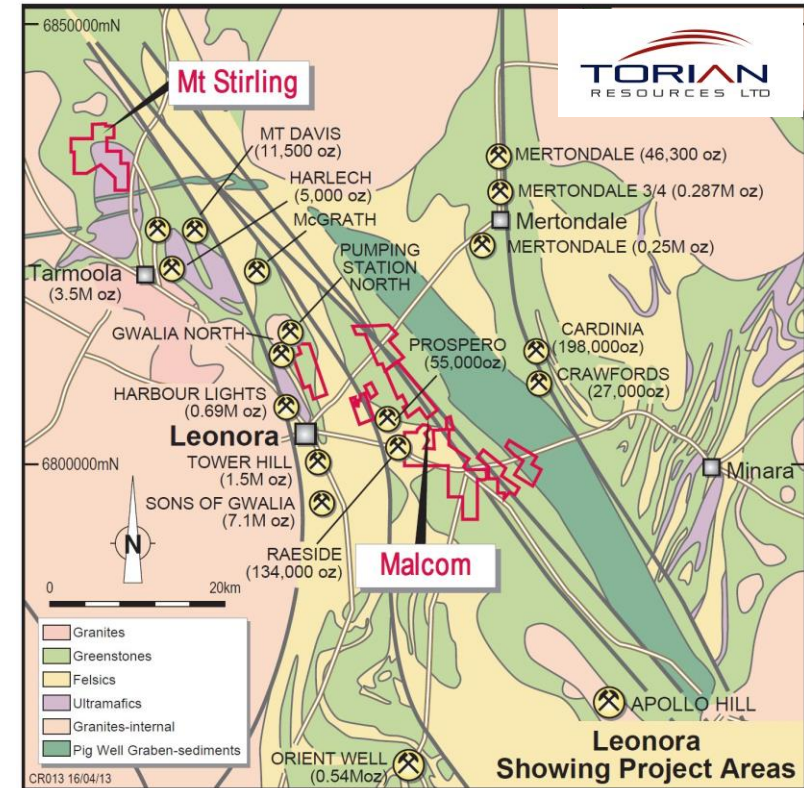 6850000mN
TORIAN
RESOURCES LTD
Mt Stirling
MT DAVIS
(11,500 oz)
HARLECH
(5,000 oz)
McGRATH
PUMPING
STATION
NORTH
MERTONDALE (46,300 oz)
MERTONDALE 3/4 (0.287M oz)
Mertondale
MERTONDALE (0.25M oz)
Tarmoola
(3.5M oz)
GWALIA NORTH
PROSPERO
(55,000oz)
CARDINIA
(198,000oz)
CRAWFORDS
(27,000oz)
HARBOUR LIGHTS
(0.69M oz)
Leonora
6800000mN
TOWER HILL
(1.5M oz)
Minara
SONS OF GWALIA
(7.1M oz)
RAESIDE
(134,000 oz)
Malcom
N
0
20km
Granites
Greenstones
Felsics
Ultramafics
Granites-internal
Pig Well Graben-sediments
CR013 16/04/13
APOLLO HILL
ORIENT WELL
(0.54Moz)
Leonora
Showing Project Areas